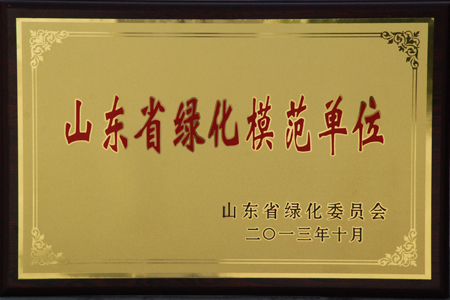 山东省绿化模范单位
山东省绿化委员会
二〇一三年十月